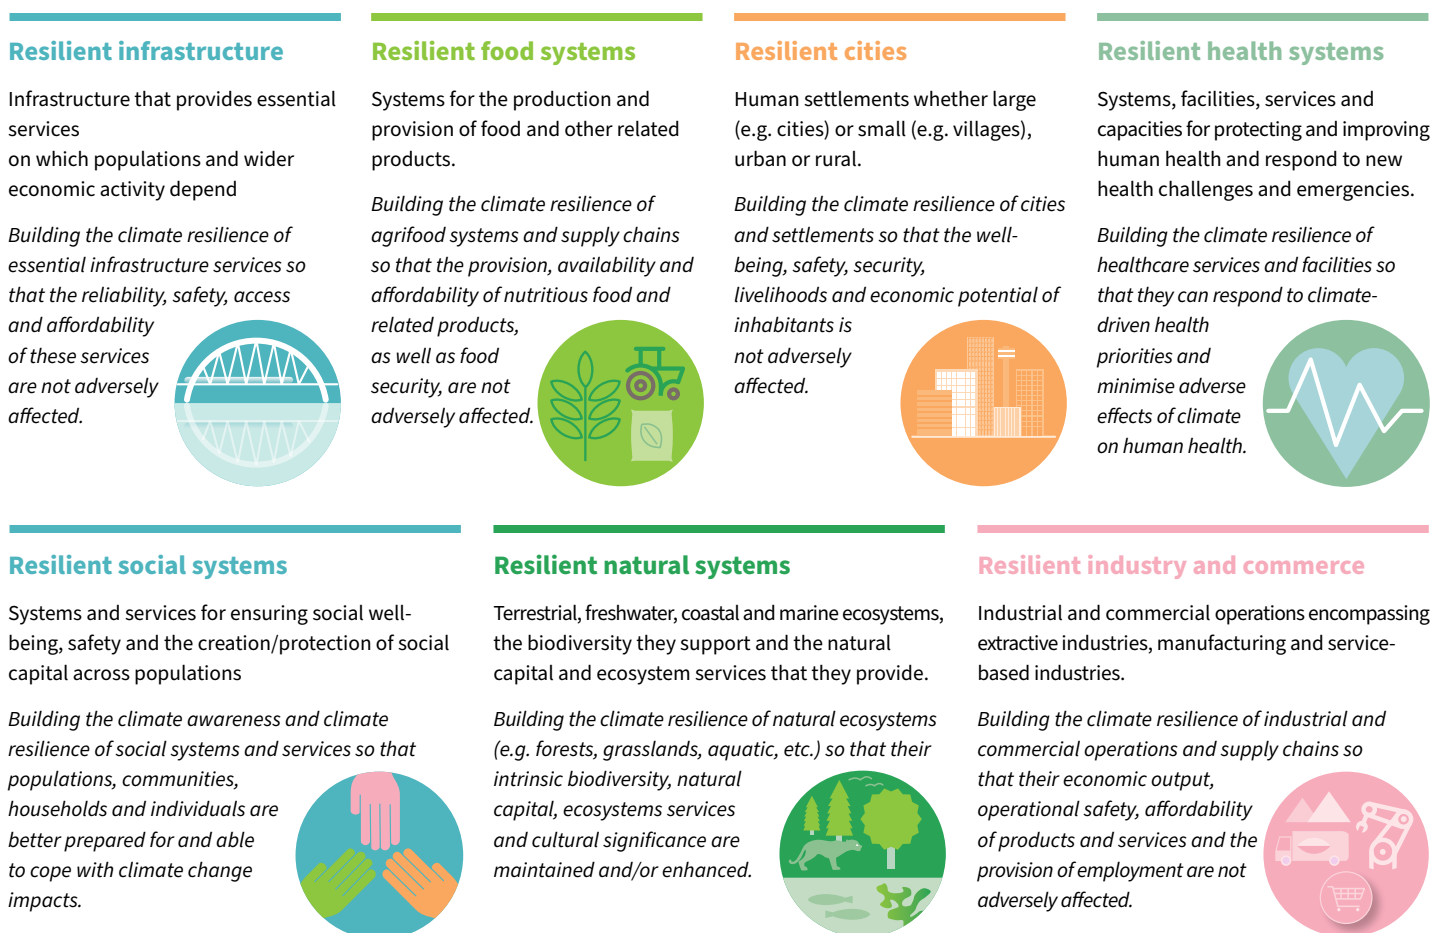 Resilient infrastructure
Infrastructure that provides essential
services
on which populations and wider
economic activity depend
Building the climate resilience of
essential infrastructure services so
that the reliability, safety, access
and affordability
of these services
are not adversely
affected.
Resilient food systems
Systems for the production and
provision of food and other related
products.
Building the climate resilience of
agrifood systems and supply chains
so that the provision, availability and
affordability of nutritious food and
related products,
as well as food
security, are not
adversely affected.
Resilient cities
Human settlements whether large
(e.g. cities) or small (e.g. villages),
urban or rural.
Building the climate resilience of cities
and settlements so that the well-
being, safety, security,
livelihoods and economic potential of
inhabitants is
not adversely
affected.
Resilient health systems
Systems, facilities, services and
capacities for protecting and improving
human health and respond to new
health challenges and emergencies.
Building the climate resilience of
healthcare services and facilities so
that they can respond to climate-
driven health
priorities and
minimise adverse
effects of climate
on human health.
Resilient social systems
Systems and services for ensuring social well-
being, safety and the creation/protection of social
capital across populations
Building the climate awareness and climate
resilience of social systems and services so that
populations, communities,
households and individuals are
better prepared for and able
to cope with climate change
impacts.
Resilient natural systems
Terrestrial, freshwater, coastal and marine ecosystems,
the biodiversity they support and the natural
capital and ecosystem services that they provide.
Building the climate resilience of natural ecosystems
(e.g. forests, grasslands, aquatic, etc.) so that their
intrinsic biodiversity, natural
capital, ecosystems services
and cultural significance are
maintained and/or enhanced.
Resilient industry and commerce
Industrial and commercial operations encompassing
extractive industries, manufacturing and service-
based industries.
Building the climate resilience of industrial and
commercial operations and supply chains so
that their economic output,
operational safety, affordability
of products and services and the
provision of employment are not
adversely affected.